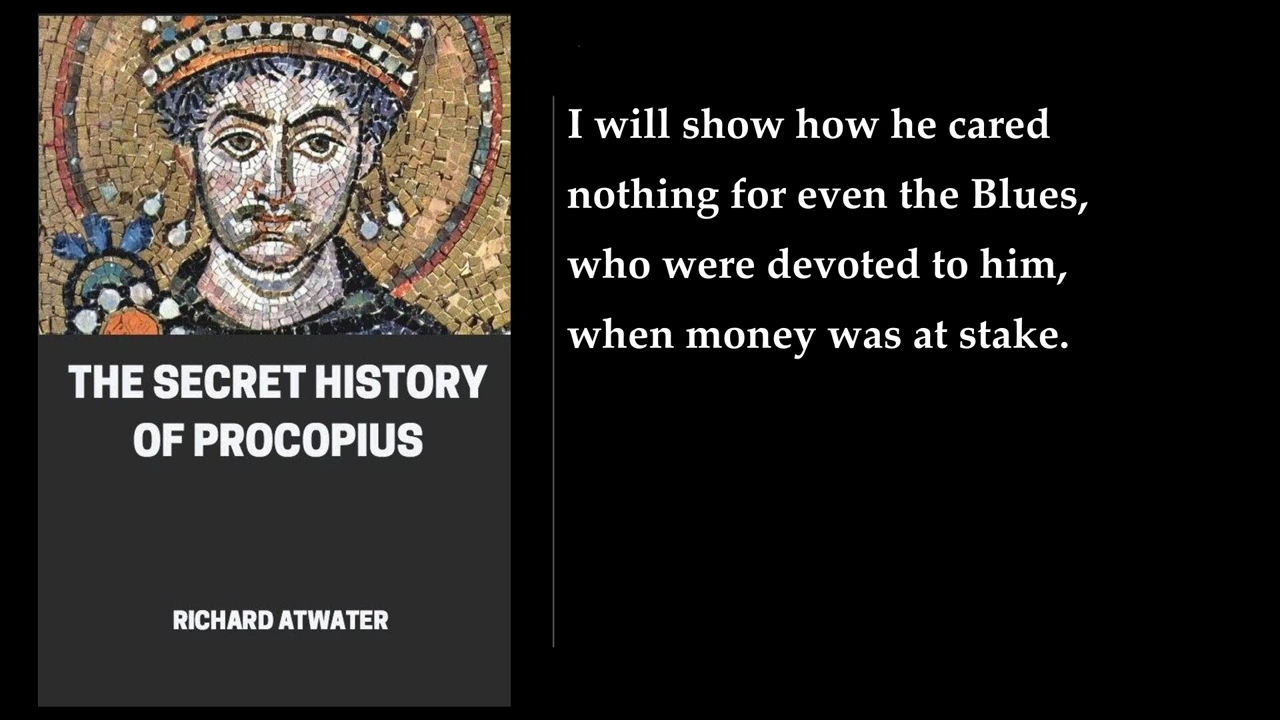 THE SECRET HISTORY
OF PROCOPIUS
RICHARD ATWATER
I will show how he cared
nothing for even the Blues,
who were devoted to him,
when money was at stake.